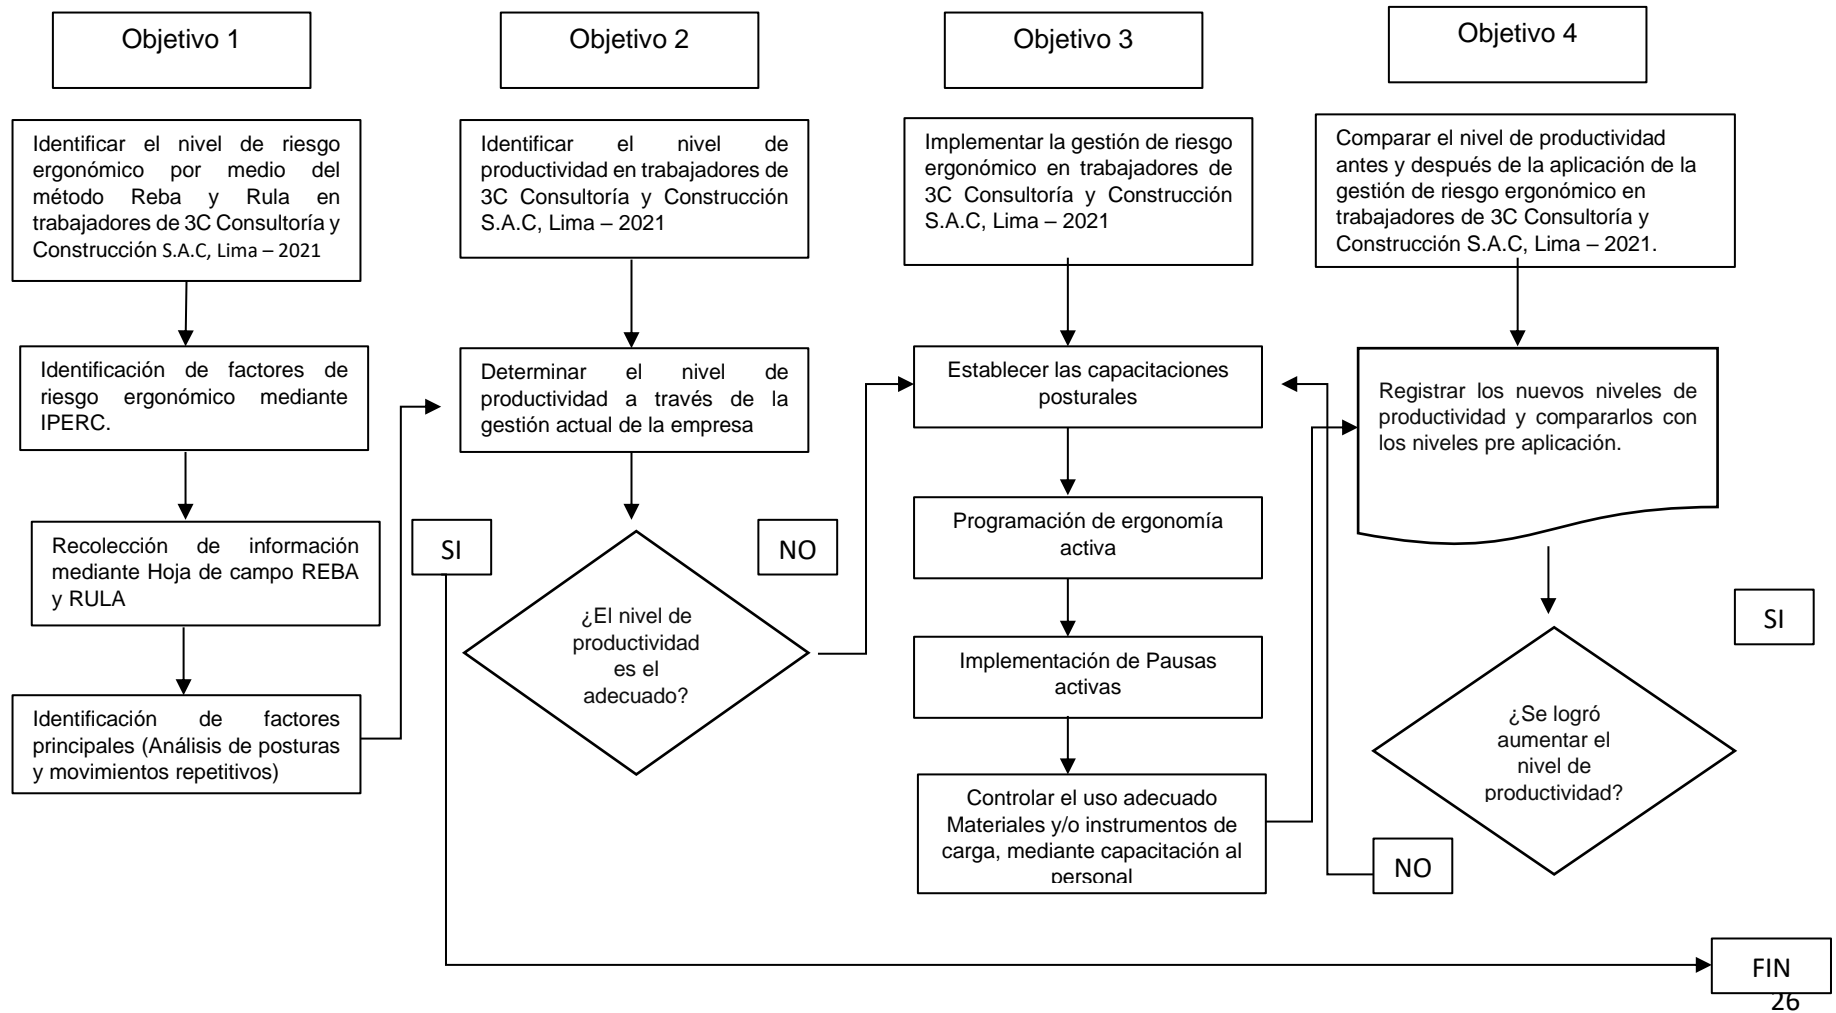 Objetivo 1
Identificar el nivel de riesgo
ergonómico por medio del
método Reba y Rula en
trabajadores de 3C Consultoría y
Construcción S.A.C, Lima – 2021
Identificación de factores de
riesgo ergonómico mediante
IPERC.
Recolección de información
mediante Hoja de campo REBA
y RULA
Identificación de factores
principales (Análisis de posturas
y movimientos repetitivos)
Objetivo 2
Identificar el nivel de
productividad en trabajadores de
3C Consultoría y Construcción
S.A.C, Lima – 2021
Determinar el nivel de
productividad a través de la
gestión actual de la empresa
SI
NO
¿El nivel de
productividad
es el
adecuado?
Objetivo 3
Implementar la gestión de riesgo
ergonómico en trabajadores de
3C Consultoría y Construcción
S.A.C, Lima – 2021
Establecer las capacitaciones
posturales
Programación de ergonomía
activa
Implementación de Pausas
activas
Controlar el uso adecuado
Materiales y/o instrumentos de
carga, mediante capacitación al
personal
Objetivo 4
Comparar el nivel de productividad
antes y después de la aplicación de la
gestión de riesgo ergonómico en
trabajadores de 3C Consultoría y
Construcción S.A.C, Lima – 2021.
Registrar los nuevos niveles de
productividad y compararlos con
los niveles pre aplicación.
SI
¿Se logró
aumentar el
nivel de
productividad?
NO
FIN
26